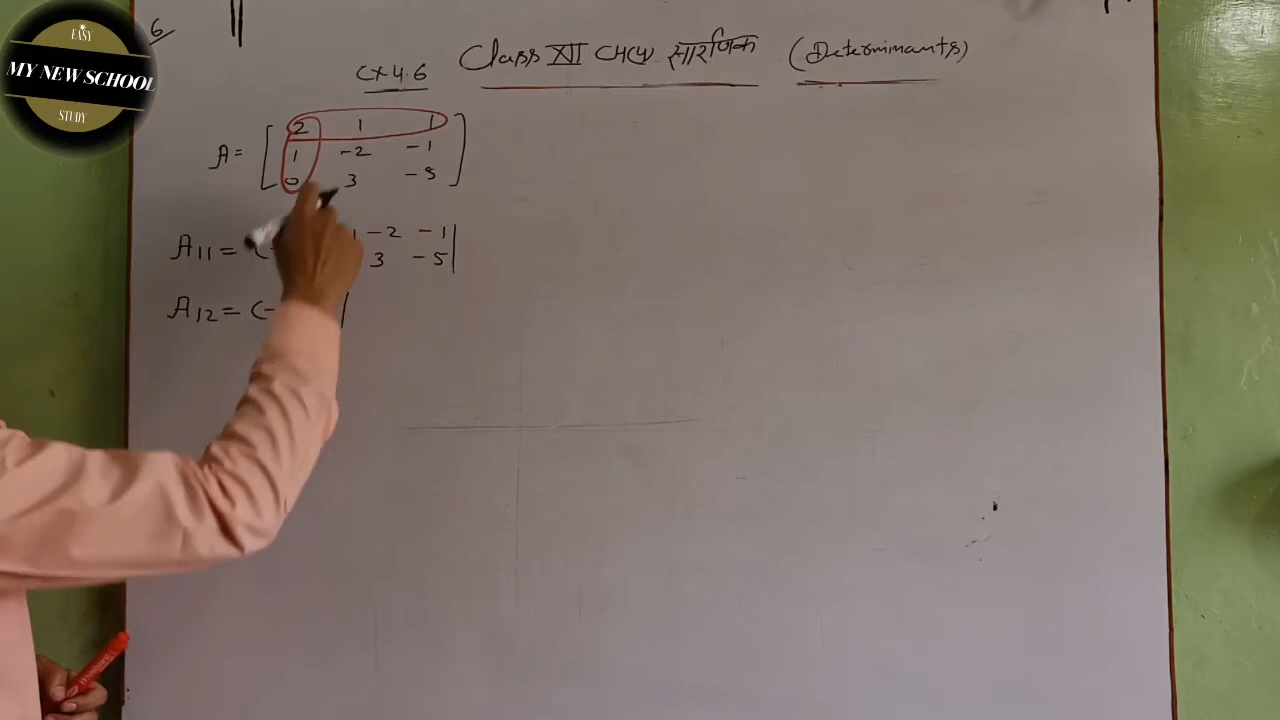 EASY
MY NEW SCHOOL
STUDY
6
Class XII CH(4) सारणिक (Determinants)
Ex 4.6
A = [ 2 1 1
1 -2 -1
0 3 -5 ]
A11 = (- | -2 -1
3 -5 |
A12 = (- |